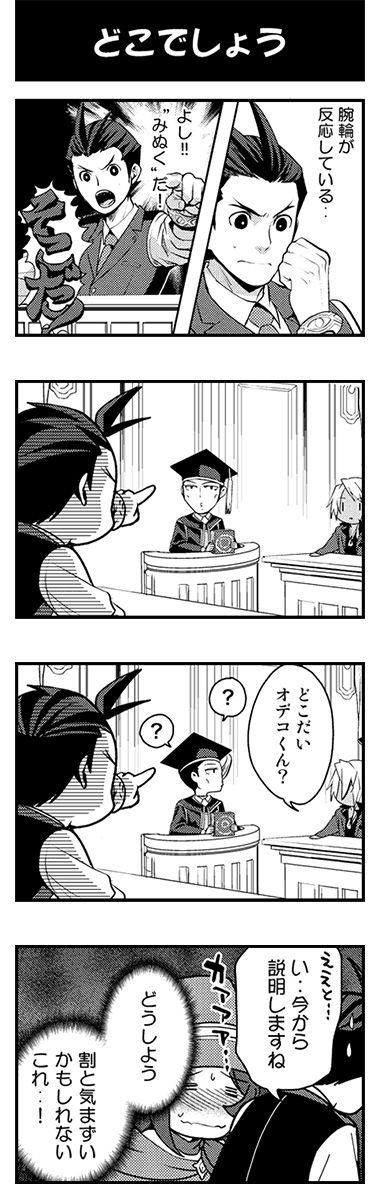 どこでしょう
腕輪が
反応している‥
よし!!
"みぬく"だ!
そこだ
?
?
どこだい
オデコくん?
ええと…
い‥今から
説明しますね
カァァァァ…
どうしよう
割と気まずい
かもしれない
これ‥!